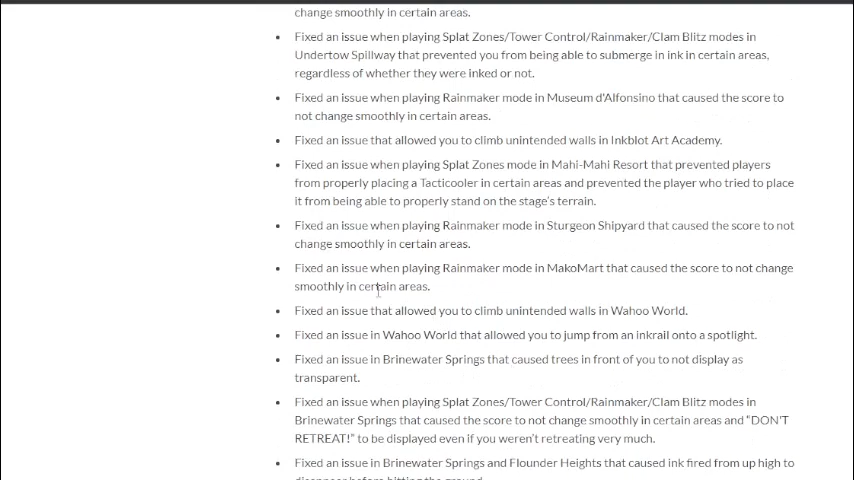 change smoothly in certain areas.
• Fixed an issue when playing Splat Zones/Tower Control/Rainmaker/Clam Blitz modes in
Undertow Spillway that prevented you from being able to submerge in ink in certain areas,
regardless of whether they were inked or not.
• Fixed an issue when playing Rainmaker mode in Museum d'Alfonsino that caused the score to
not change smoothly in certain areas.
• Fixed an issue that allowed you to climb unintended walls in Inkblot Art Academy.
• Fixed an issue when playing Splat Zones mode in Mahi-Mahi Resort that prevented players
from properly placing a Tacticooler in certain areas and prevented the player who tried to place
it from being able to properly stand on the stage's terrain.
• Fixed an issue when playing Rainmaker mode in Sturgeon Shipyard that caused the score to not
change smoothly in certain areas.
• Fixed an issue when playing Rainmaker mode in MakoMart that caused the score to not change
smoothly in certain areas.
• Fixed an issue that allowed you to climb unintended walls in Wahoo World.
• Fixed an issue in Wahoo World that allowed you to jump from an inkrail onto a spotlight.
• Fixed an issue in Brinewater Springs that caused trees in front of you to not display as
transparent.
• Fixed an issue when playing Splat Zones/Tower Control/Rainmaker/Clam Blitz modes in
Brinewater Springs that caused the score to not change smoothly in certain areas and “DON'T
RETREAT!” to be displayed even if you weren't retreating very much.
• Fixed an issue in Brinewater Springs and Flounder Heights that caused ink fired from up high to
disappear before hitting the ground.